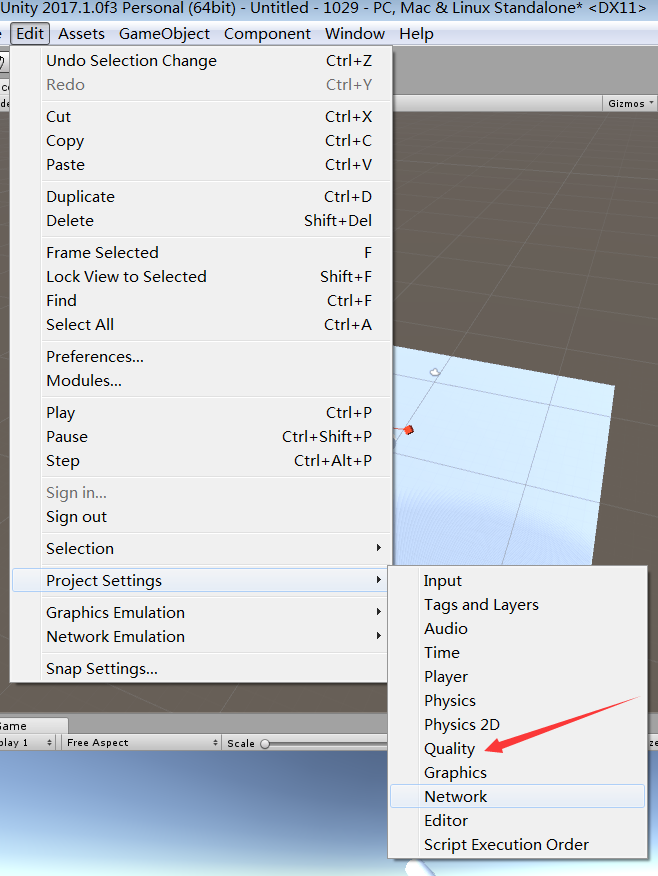 Unity 2017.1.0f3 Personal (64bit) - Untitled - 1029 - PC, Mac & Linux Standalone* <DX11>
Edit Assets GameObject Component Window Help
Gizmos
Undo Selection Change Ctrl+Z
Redo Ctrl+Y
Cut Ctrl+X
Copy Ctrl+C
Paste Ctrl+V
Duplicate Ctrl+D
Delete Shift+Del
Frame Selected F
Lock View to Selected Shift+F
Find Ctrl+F
Select All Ctrl+A
Preferences...
Modules...
Play Ctrl+P
Pause Ctrl+Shift+P
Step Ctrl+Alt+P
Sign in...
Sign out
Selection
Project Settings
Graphics Emulation
Network Emulation
Snap Settings...
Input
Tags and Layers
Audio
Time
Player
Physics
Physics 2D
Quality
Graphics
Network
Editor
Script Execution Order
Game
play 1 Free Aspect Scale